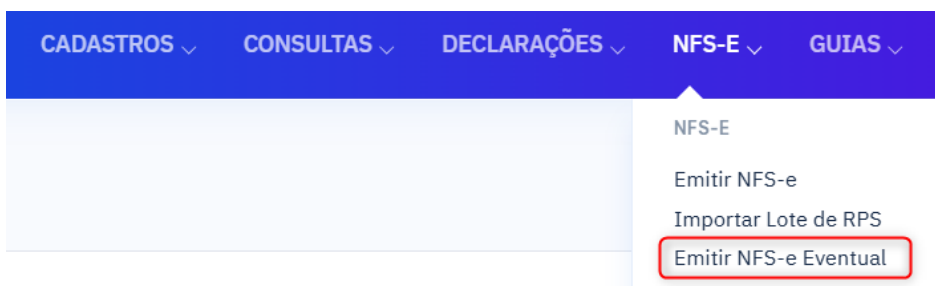 CADASTROS CONSULTAS DECLARAÇÕES NFS-E GUIAS
NFS-E
Emitir NFS-e
Importar Lote de RPS
Emitir NFS-e Eventual